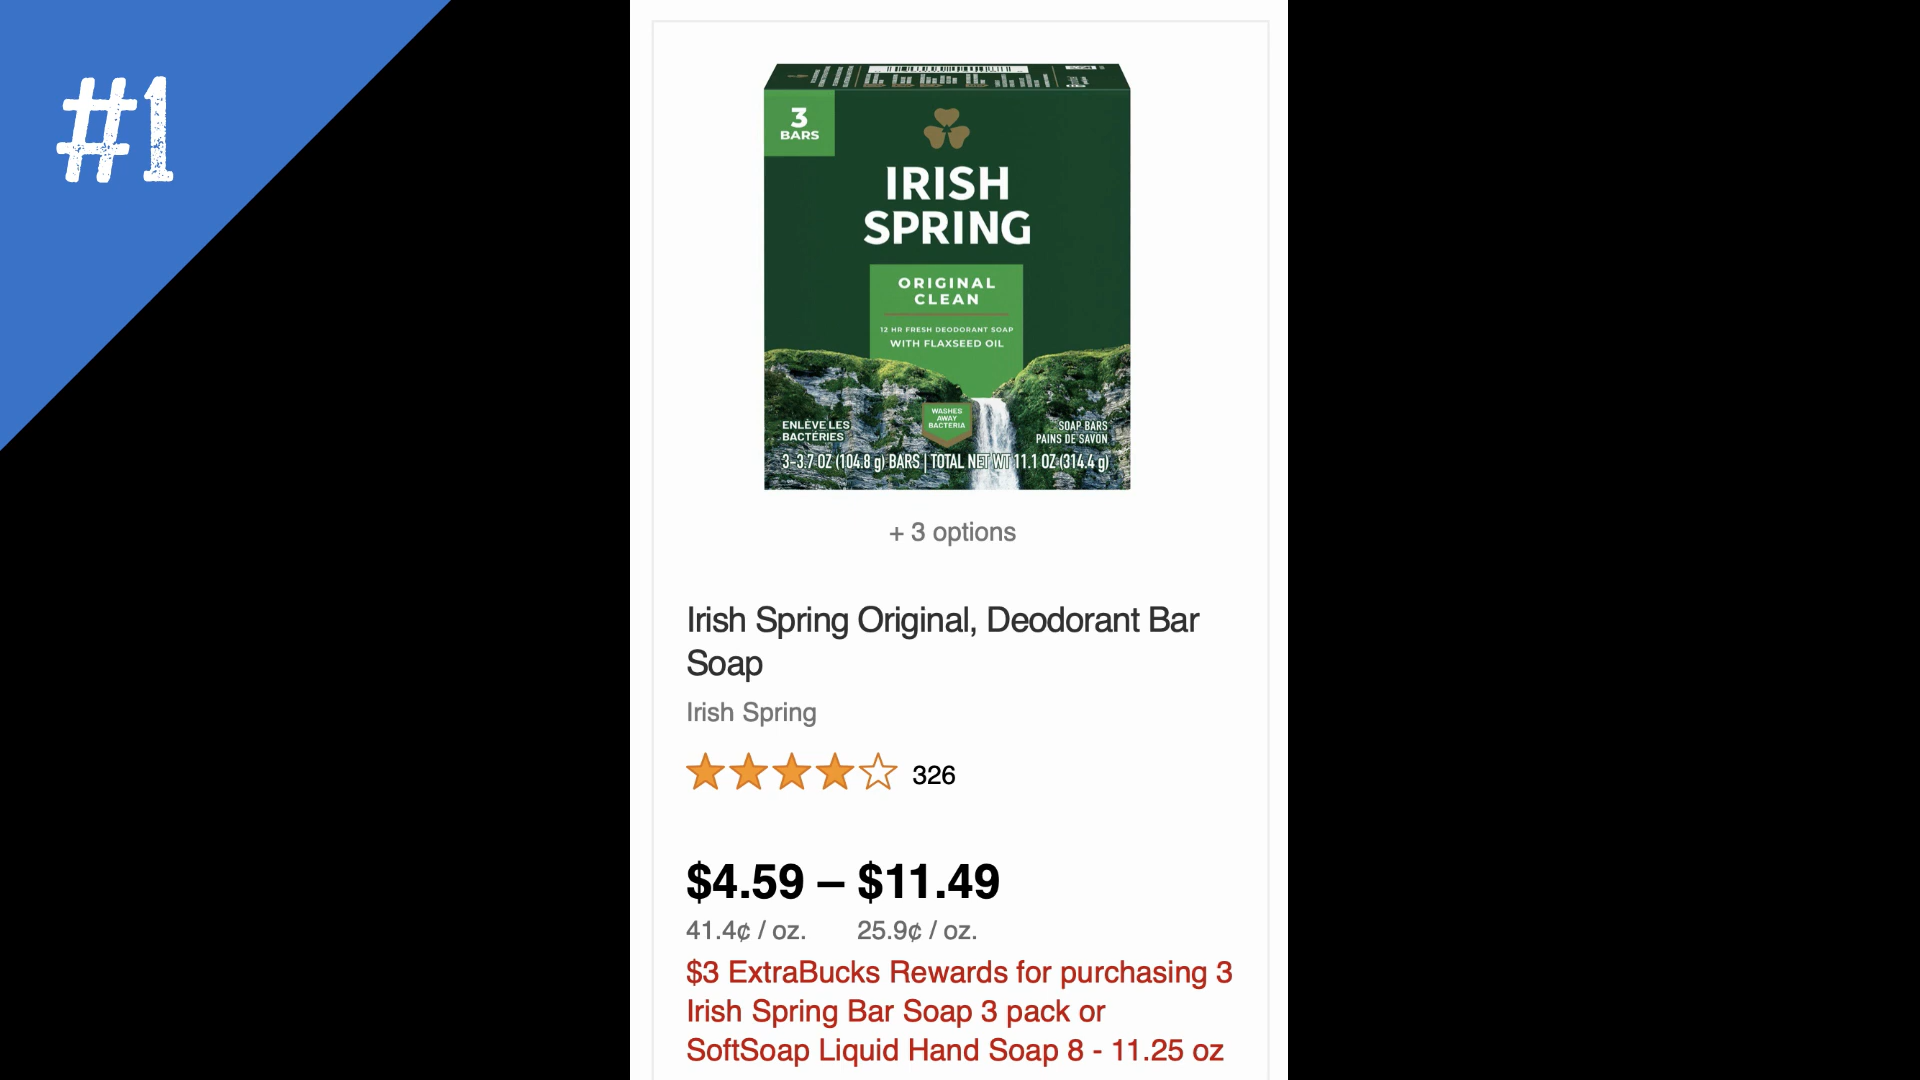 #1
3
BARS
IRISH
SPRING
ORIGINAL
CLEAN
12 HR FRESH DEODORANT SOAP
WITH FLAXSEED OIL
WASHES
AWAY
BACTERIA
ENLÈVE LES
BACTÉRIES
SOAP BARS
PAINS DE SAVON
3-3.7 OZ (104.8 g) BARS | TOTAL NET WT 11.1 OZ (314.4 g)
+ 3 options
Irish Spring Original, Deodorant Bar
Soap
Irish Spring
326
$4.59 – $11.49
41.4¢ / oz. 25.9¢ / oz.
$3 ExtraBucks Rewards for purchasing 3
Irish Spring Bar Soap 3 pack or
SoftSoap Liquid Hand Soap 8 - 11.25 oz